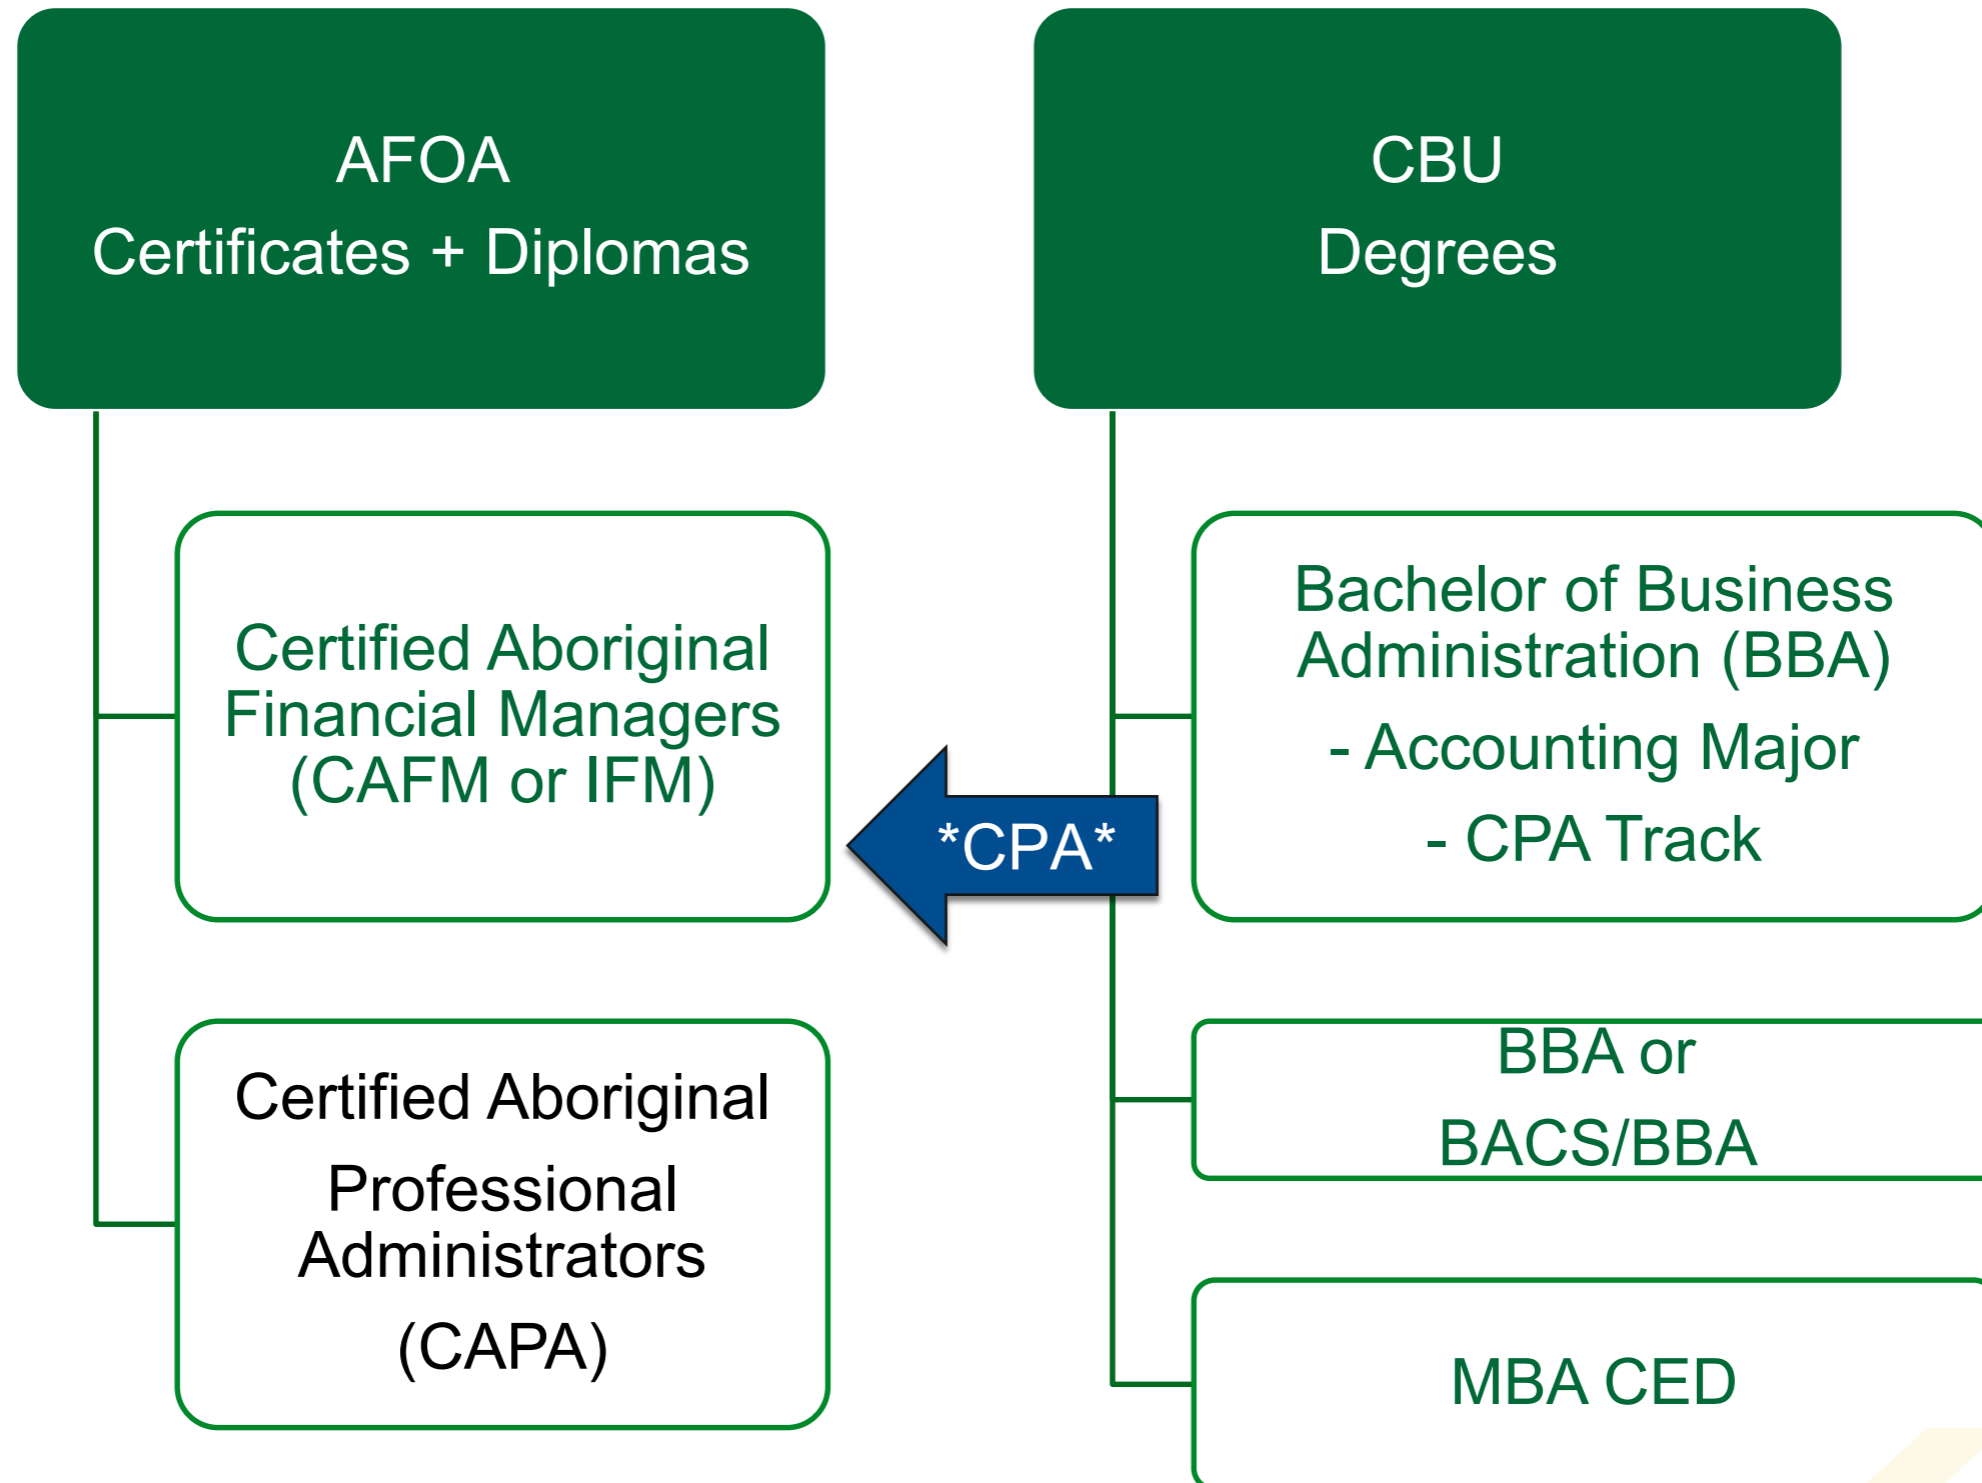 AFOA
Certificates + Diplomas
Certified Aboriginal
Financial Managers
(CAFM or IFM)
Certified Aboriginal
Professional
Administrators
(CAPA)
*CPA*
CBU
Degrees
Bachelor of Business
Administration (BBA)
- Accounting Major
- CPA Track
BBA or
BACS/BBA
MBA CED